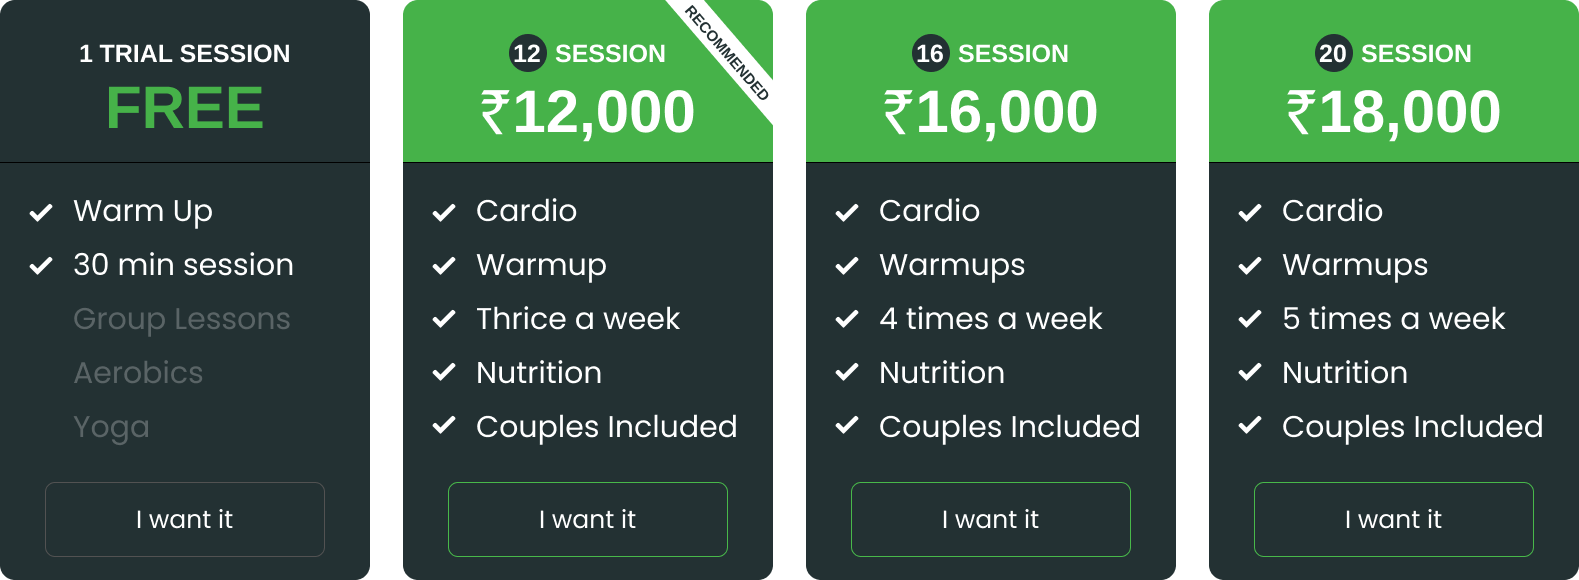 1 TRIAL SESSION
FREE
Warm Up
30 min session
Group Lessons
Aerobics
Yoga
I want it
RECOMMENDED
12 SESSION
₹12,000
Cardio
Warmup
Thrice a week
Nutrition
Couples Included
I want it
16 SESSION
₹16,000
Cardio
Warmups
4 times a week
Nutrition
Couples Included
I want it
20 SESSION
₹18,000
Cardio
Warmups
5 times a week
Nutrition
Couples Included
I want it